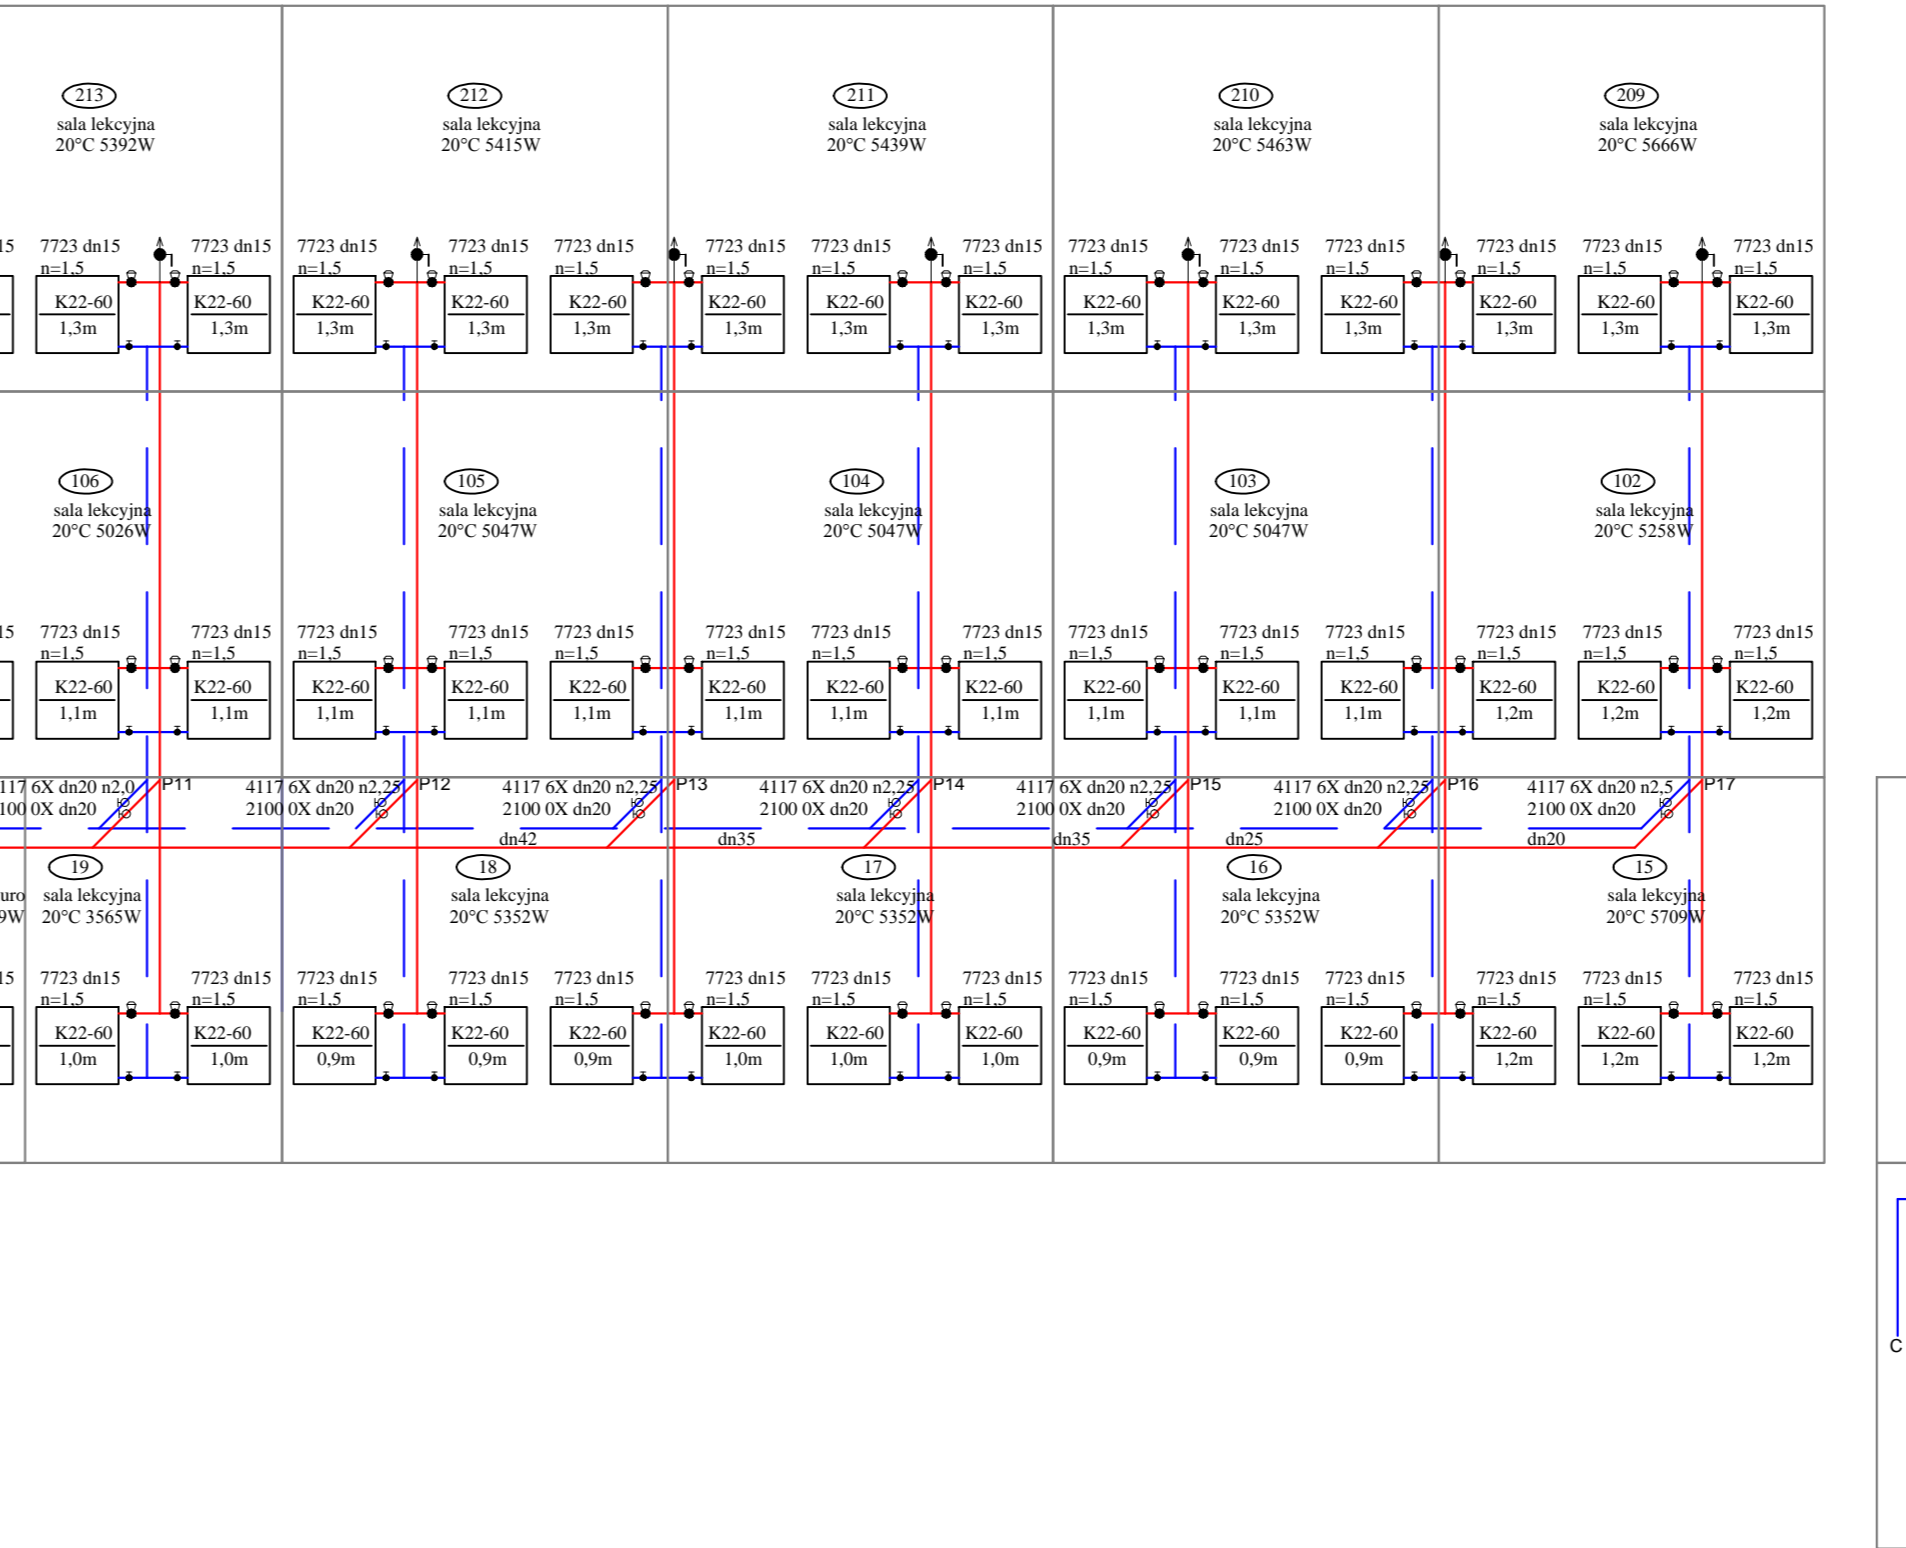 213 212 211 210 209
sala lekcyjna sala lekcyjna sala lekcyjna sala lekcyjna sala lekcyjna
20°C 5392W 20°C 5415W 20°C 5439W 20°C 5463W 20°C 5666W
15 7723 dn15 7723 dn15 7723 dn15 7723 dn15 7723 dn15 7723 dn15 7723 dn15 7723 dn15 7723 dn15 7723 dn15 7723 dn15 7723 dn15 7723 dn15 7723 dn15
n=1,5 n=1,5 n=1,5 n=1,5 n=1,5 n=1,5 n=1,5 n=1,5 n=1,5 n=1,5 n=1,5 n=1,5 n=1,5 n=1,5
K22-60 K22-60 K22-60 K22-60 K22-60 K22-60 K22-60 K22-60 K22-60 K22-60 K22-60 K22-60 K22-60 K22-60
1,3m 1,3m 1,3m 1,3m 1,3m 1,3m 1,3m 1,3m 1,3m 1,3m 1,3m 1,3m 1,3m 1,3m
106 105 104 103 102
sala lekcyjna sala lekcyjna sala lekcyjna sala lekcyjna sala lekcyjna
20°C 5026W 20°C 5047W 20°C 5047W 20°C 5047W 20°C 5258W
15 7723 dn15 7723 dn15 7723 dn15 7723 dn15 7723 dn15 7723 dn15 7723 dn15 7723 dn15 7723 dn15 7723 dn15 7723 dn15 7723 dn15 7723 dn15 7723 dn15
n=1,5 n=1,5 n=1,5 n=1,5 n=1,5 n=1,5 n=1,5 n=1,5 n=1,5 n=1,5 n=1,5 n=1,5 n=1,5 n=1,5
K22-60 K22-60 K22-60 K22-60 K22-60 K22-60 K22-60 K22-60 K22-60 K22-60 K22-60 K22-60 K22-60 K22-60
1,1m 1,1m 1,1m 1,1m 1,1m 1,1m 1,1m 1,1m 1,1m 1,1m 1,1m 1,2m 1,2m 1,2m
117 6X dn20 n2,0 P11 4117 6X dn20 n2,25 P12 4117 6X dn20 n2,25 P13 4117 6X dn20 n2,25 P14 4117 6X dn20 n2,25 P15 4117 6X dn20 n2,25 P16 4117 6X dn20 n2,5 P17
100 0X dn20 2100 0X dn20 2100 0X dn20 2100 0X dn20 2100 0X dn20 2100 0X dn20 2100 0X dn20
dn42 dn35 dn35 dn25 dn20
19 18 17 16 15
uro sala lekcyjna sala lekcyjna sala lekcyjna sala lekcyjna sala lekcyjna
9W 20°C 3565W 20°C 5352W 20°C 5352W 20°C 5352W 20°C 5709W
15 7723 dn15 7723 dn15 7723 dn15 7723 dn15 7723 dn15 7723 dn15 7723 dn15 7723 dn15 7723 dn15 7723 dn15 7723 dn15 7723 dn15 7723 dn15 7723 dn15
n=1,5 n=1,5 n=1,5 n=1,5 n=1,5 n=1,5 n=1,5 n=1,5 n=1,5 n=1,5 n=1,5 n=1,5 n=1,5 n=1,5
K22-60 K22-60 K22-60 K22-60 K22-60 K22-60 K22-60 K22-60 K22-60 K22-60 K22-60 K22-60 K22-60 K22-60
1,0m 1,0m 0,9m 0,9m 0,9m 1,0m 1,0m 1,0m 0,9m 0,9m 0,9m 1,2m 1,2m 1,2m
C